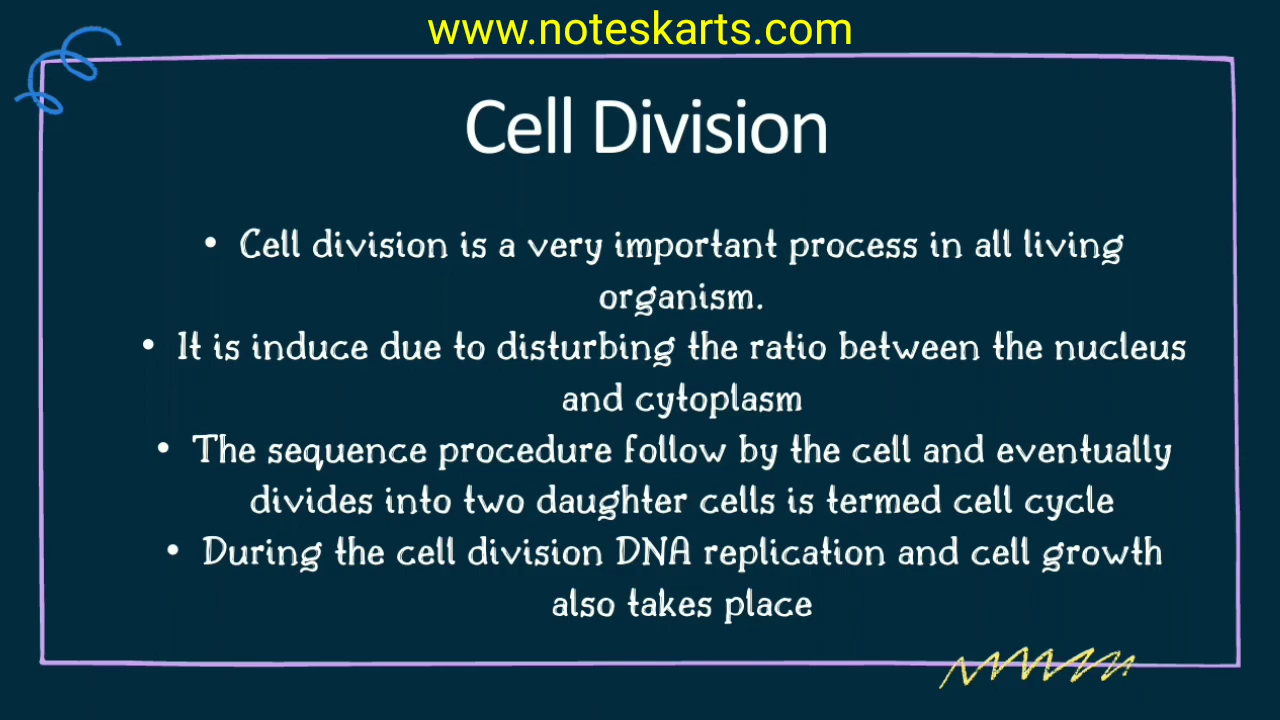 www.noteskarts.com
Cell Division
• Cell division is a very important process in all living
organism.
• It is induce due to disturbing the ratio between the nucleus
and cytoplasm
• The sequence procedure follow by the cell and eventually
divides into two daughter cells is termed cell cycle
• During the cell division DNA replication and cell growth
also takes place